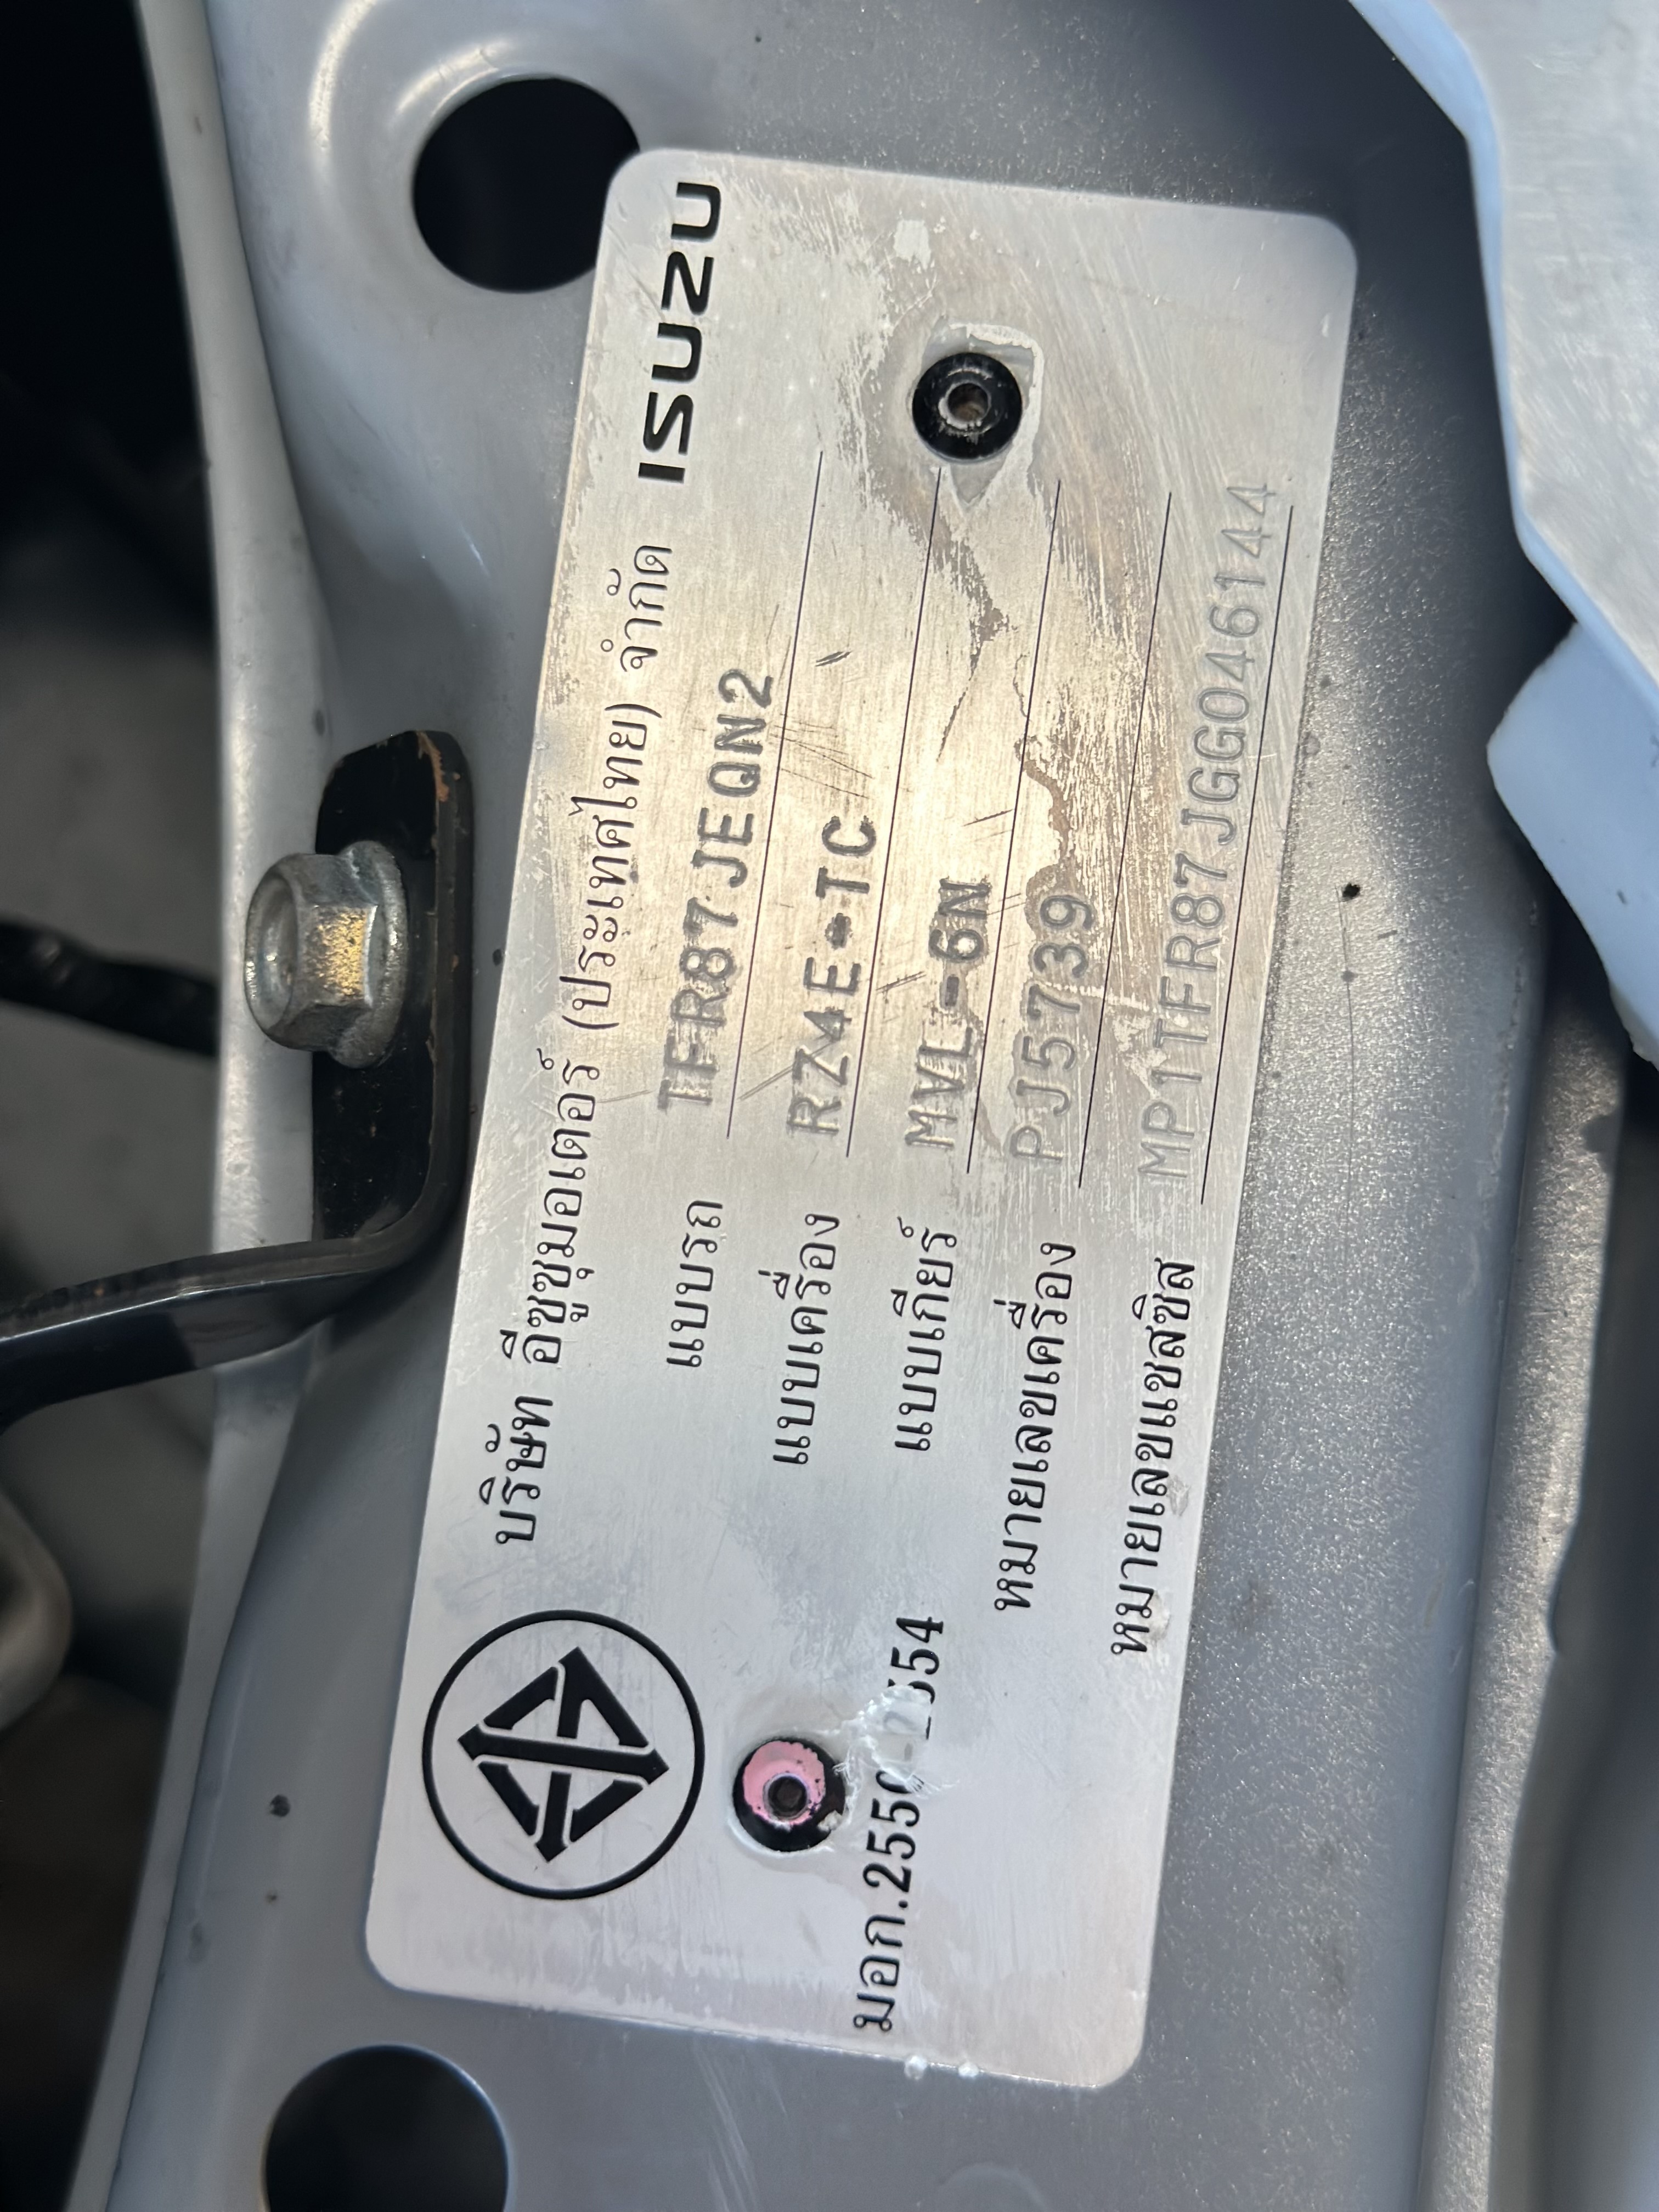 บริษัท อีซูซุมอเตอร์ (ประเทศไทย) จำกัด ISUZU
แบบรถ TFR87JEQN2
แบบเครื่อง RZ4E-TC
แบบเกียร์ MVL-6N
หมายเลขเครื่อง PJ5739
หมายเลขแชสซิส MP1TFR87JGG046144